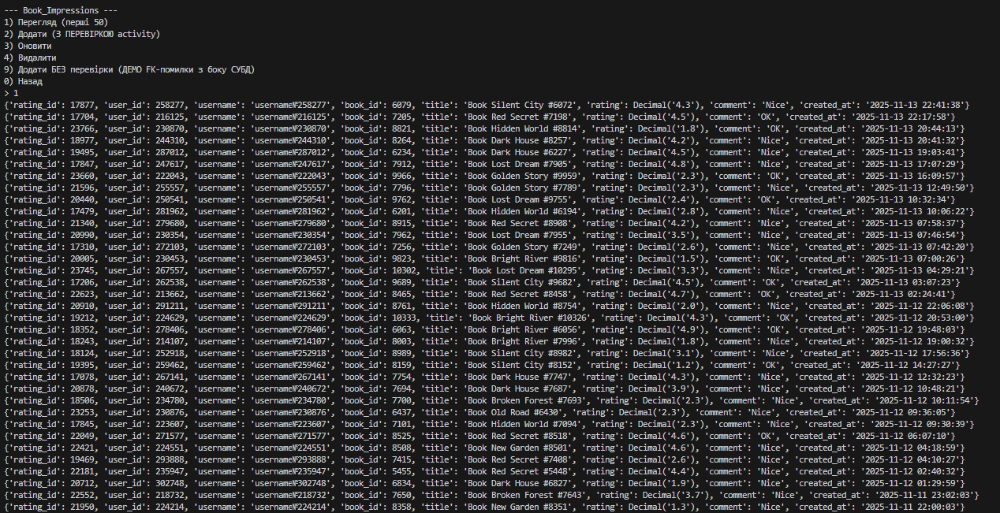 --- Book_Impressions ---
1) Перегляд (перші 50)
2) Додати (З ПЕРЕВІРКОЮ activity)
3) Оновити
4) Видалити
9) Додати БЕЗ перевірки (ДЕМО FK-помилки з боку СУБД)
0) Назад
> 1
{'rating_id': 17877, 'user_id': 258277, 'username': 'username№258277', 'book_id': 6079, 'title': 'Book Silent City #6072', 'rating': Decimal('4.3'), 'comment': 'Nice', 'created_at': '2025-11-13 22:41:38'}
{'rating_id': 17704, 'user_id': 216125, 'username': 'username№216125', 'book_id': 7205, 'title': 'Book Red Secret #7198', 'rating': Decimal('4.5'), 'comment': 'OK', 'created_at': '2025-11-13 22:17:58'}
{'rating_id': 23766, 'user_id': 230870, 'username': 'username№230870', 'book_id': 8821, 'title': 'Book Hidden World #8814', 'rating': Decimal('1.8'), 'comment': 'OK', 'created_at': '2025-11-13 20:44:13'}
{'rating_id': 18977, 'user_id': 244310, 'username': 'username№244310', 'book_id': 8264, 'title': 'Book Dark House #8257', 'rating': Decimal('4.2'), 'comment': 'Nice', 'created_at': '2025-11-13 20:41:32'}
{'rating_id': 19495, 'user_id': 287012, 'username': 'username№287012', 'book_id': 6234, 'title': 'Book Lost Dream #6227', 'rating': Decimal('4.5'), 'comment': 'Nice', 'created_at': '2025-11-13 19:03:41'}
{'rating_id': 17847, 'user_id': 247617, 'username': 'username№247617', 'book_id': 7912, 'title': 'Book Lost Dream #7905', 'rating': Decimal('4.8'), 'comment': 'Nice', 'created_at': '2025-11-13 17:07:29'}
{'rating_id': 23660, 'user_id': 222043, 'username': 'username№222043', 'book_id': 9966, 'title': 'Book Golden Story #9959', 'rating': Decimal('2.3'), 'comment': 'OK', 'created_at': '2025-11-13 16:09:57'}
{'rating_id': 21596, 'user_id': 255557, 'username': 'username№255557', 'book_id': 7796, 'title': 'Book Golden Story #7789', 'rating': Decimal('2.3'), 'comment': 'Nice', 'created_at': '2025-11-13 12:49:50'}
{'rating_id': 20440, 'user_id': 250541, 'username': 'username№250541', 'book_id': 9762, 'title': 'Book Lost Dream #9755', 'rating': Decimal('2.4'), 'comment': 'OK', 'created_at': '2025-11-13 10:32:34'}
{'rating_id': 17479, 'user_id': 281962, 'username': 'username№281962', 'book_id': 6201, 'title': 'Book Hidden World #6194', 'rating': Decimal('2.8'), 'comment': 'Nice', 'created_at': '2025-11-13 10:06:22'}
{'rating_id': 21340, 'user_id': 279680, 'username': 'username№279680', 'book_id': 8915, 'title': 'Book Red Secret #8908', 'rating': Decimal('4.2'), 'comment': 'Nice', 'created_at': '2025-11-13 07:58:37'}
{'rating_id': 20990, 'user_id': 230354, 'username': 'username№230354', 'book_id': 7962, 'title': 'Book Lost Dream #7955', 'rating': Decimal('3.5'), 'comment': 'Nice', 'created_at': '2025-11-13 07:46:54'}
{'rating_id': 17310, 'user_id': 272103, 'username': 'username№272103', 'book_id': 7256, 'title': 'Book Golden Story #7249', 'rating': Decimal('2.6'), 'comment': 'Nice', 'created_at': '2025-11-13 07:42:20'}
{'rating_id': 20005, 'user_id': 230453, 'username': 'username№230453', 'book_id': 9823, 'title': 'Book Bright River #9816', 'rating': Decimal('1.5'), 'comment': 'OK', 'created_at': '2025-11-13 07:00:26'}
{'rating_id': 23745, 'user_id': 267557, 'username': 'username№267557', 'book_id': 10302, 'title': 'Book Lost Dream #10295', 'rating': Decimal('3.3'), 'comment': 'Nice', 'created_at': '2025-11-13 04:29:21'}
{'rating_id': 17206, 'user_id': 262538, 'username': 'username№262538', 'book_id': 9689, 'title': 'Book Silent City #9682', 'rating': Decimal('4.5'), 'comment': 'OK', 'created_at': '2025-11-13 03:07:23'}
{'rating_id': 22623, 'user_id': 213662, 'username': 'username№213662', 'book_id': 8465, 'title': 'Book Red Secret #8458', 'rating': Decimal('4.7'), 'comment': 'OK', 'created_at': '2025-11-13 02:24:41'}
{'rating_id': 20910, 'user_id': 291211, 'username': 'username№291211', 'book_id': 8761, 'title': 'Book Hidden World #8754', 'rating': Decimal('2.0'), 'comment': 'Nice', 'created_at': '2025-11-12 22:06:08'}
{'rating_id': 19212, 'user_id': 224629, 'username': 'username№224629', 'book_id': 10333, 'title': 'Book Bright River #10326', 'rating': Decimal('4.3'), 'comment': 'OK', 'created_at': '2025-11-12 20:53:00'}
{'rating_id': 18352, 'user_id': 278406, 'username': 'username№278406', 'book_id': 6063, 'title': 'Book Bright River #6056', 'rating': Decimal('4.9'), 'comment': 'OK', 'created_at': '2025-11-12 19:48:03'}
{'rating_id': 18243, 'user_id': 214107, 'username': 'username№214107', 'book_id': 8003, 'title': 'Book Bright River #7996', 'rating': Decimal('1.8'), 'comment': 'Nice', 'created_at': '2025-11-12 19:00:32'}
{'rating_id': 18124, 'user_id': 252918, 'username': 'username№252918', 'book_id': 8989, 'title': 'Book Silent City #8982', 'rating': Decimal('3.1'), 'comment': 'Nice', 'created_at': '2025-11-12 17:56:36'}
{'rating_id': 19395, 'user_id': 259462, 'username': 'username№259462', 'book_id': 8159, 'title': 'Book Silent City #8152', 'rating': Decimal('1.2'), 'comment': 'OK', 'created_at': '2025-11-12 14:27:27'}
{'rating_id': 17078, 'user_id': 267141, 'username': 'username№267141', 'book_id': 7754, 'title': 'Book Dark House #7747', 'rating': Decimal('4.3'), 'comment': 'Nice', 'created_at': '2025-11-12 12:32:23'}
{'rating_id': 20878, 'user_id': 240672, 'username': 'username№240672', 'book_id': 7694, 'title': 'Book Dark House #7687', 'rating': Decimal('3.9'), 'comment': 'Nice', 'created_at': '2025-11-12 10:48:21'}
{'rating_id': 18506, 'user_id': 234780, 'username': 'username№234780', 'book_id': 7700, 'title': 'Book Broken Forest #7693', 'rating': Decimal('2.3'), 'comment': 'Nice', 'created_at': '2025-11-12 10:11:54'}
{'rating_id': 23253, 'user_id': 230876, 'username': 'username№230876', 'book_id': 6437, 'title': 'Book Old Road #6430', 'rating': Decimal('2.3'), 'comment': 'Nice', 'created_at': '2025-11-12 09:36:05'}
{'rating_id': 17845, 'user_id': 223607, 'username': 'username№223607', 'book_id': 7101, 'title': 'Book Hidden World #7094', 'rating': Decimal('2.3'), 'comment': 'Nice', 'created_at': '2025-11-12 09:30:39'}
{'rating_id': 22049, 'user_id': 271577, 'username': 'username№271577', 'book_id': 8525, 'title': 'Book Red Secret #8518', 'rating': Decimal('4.6'), 'comment': 'OK', 'created_at': '2025-11-12 06:07:10'}
{'rating_id': 22421, 'user_id': 224551, 'username': 'username№224551', 'book_id': 8508, 'title': 'Book New Garden #8501', 'rating': Decimal('4.6'), 'comment': 'Nice', 'created_at': '2025-11-12 04:18:59'}
{'rating_id': 19469, 'user_id': 293888, 'username': 'username№293888', 'book_id': 7415, 'title': 'Book Red Secret #7408', 'rating': Decimal('2.6'), 'comment': 'Nice', 'created_at': '2025-11-12 04:10:27'}
{'rating_id': 22181, 'user_id': 235947, 'username': 'username№235947', 'book_id': 5455, 'title': 'Book Red Secret #5448', 'rating': Decimal('4.4'), 'comment': 'Nice', 'created_at': '2025-11-12 02:40:32'}
{'rating_id': 20712, 'user_id': 302748, 'username': 'username№302748', 'book_id': 6834, 'title': 'Book Dark House #6827', 'rating': Decimal('1.9'), 'comment': 'Nice', 'created_at': '2025-11-12 01:29:59'}
{'rating_id': 22552, 'user_id': 218732, 'username': 'username№218732', 'book_id': 7650, 'title': 'Book Broken Forest #7643', 'rating': Decimal('3.7'), 'comment': 'Nice', 'created_at': '2025-11-11 23:02:03'}
{'rating_id': 21950, 'user_id': 224214, 'username': 'username№224214', 'book_id': 8358, 'title': 'Book New Garden #8351', 'rating': Decimal('1.3'), 'comment': 'Nice', 'created_at': '2025-11-11 22:00:03'}